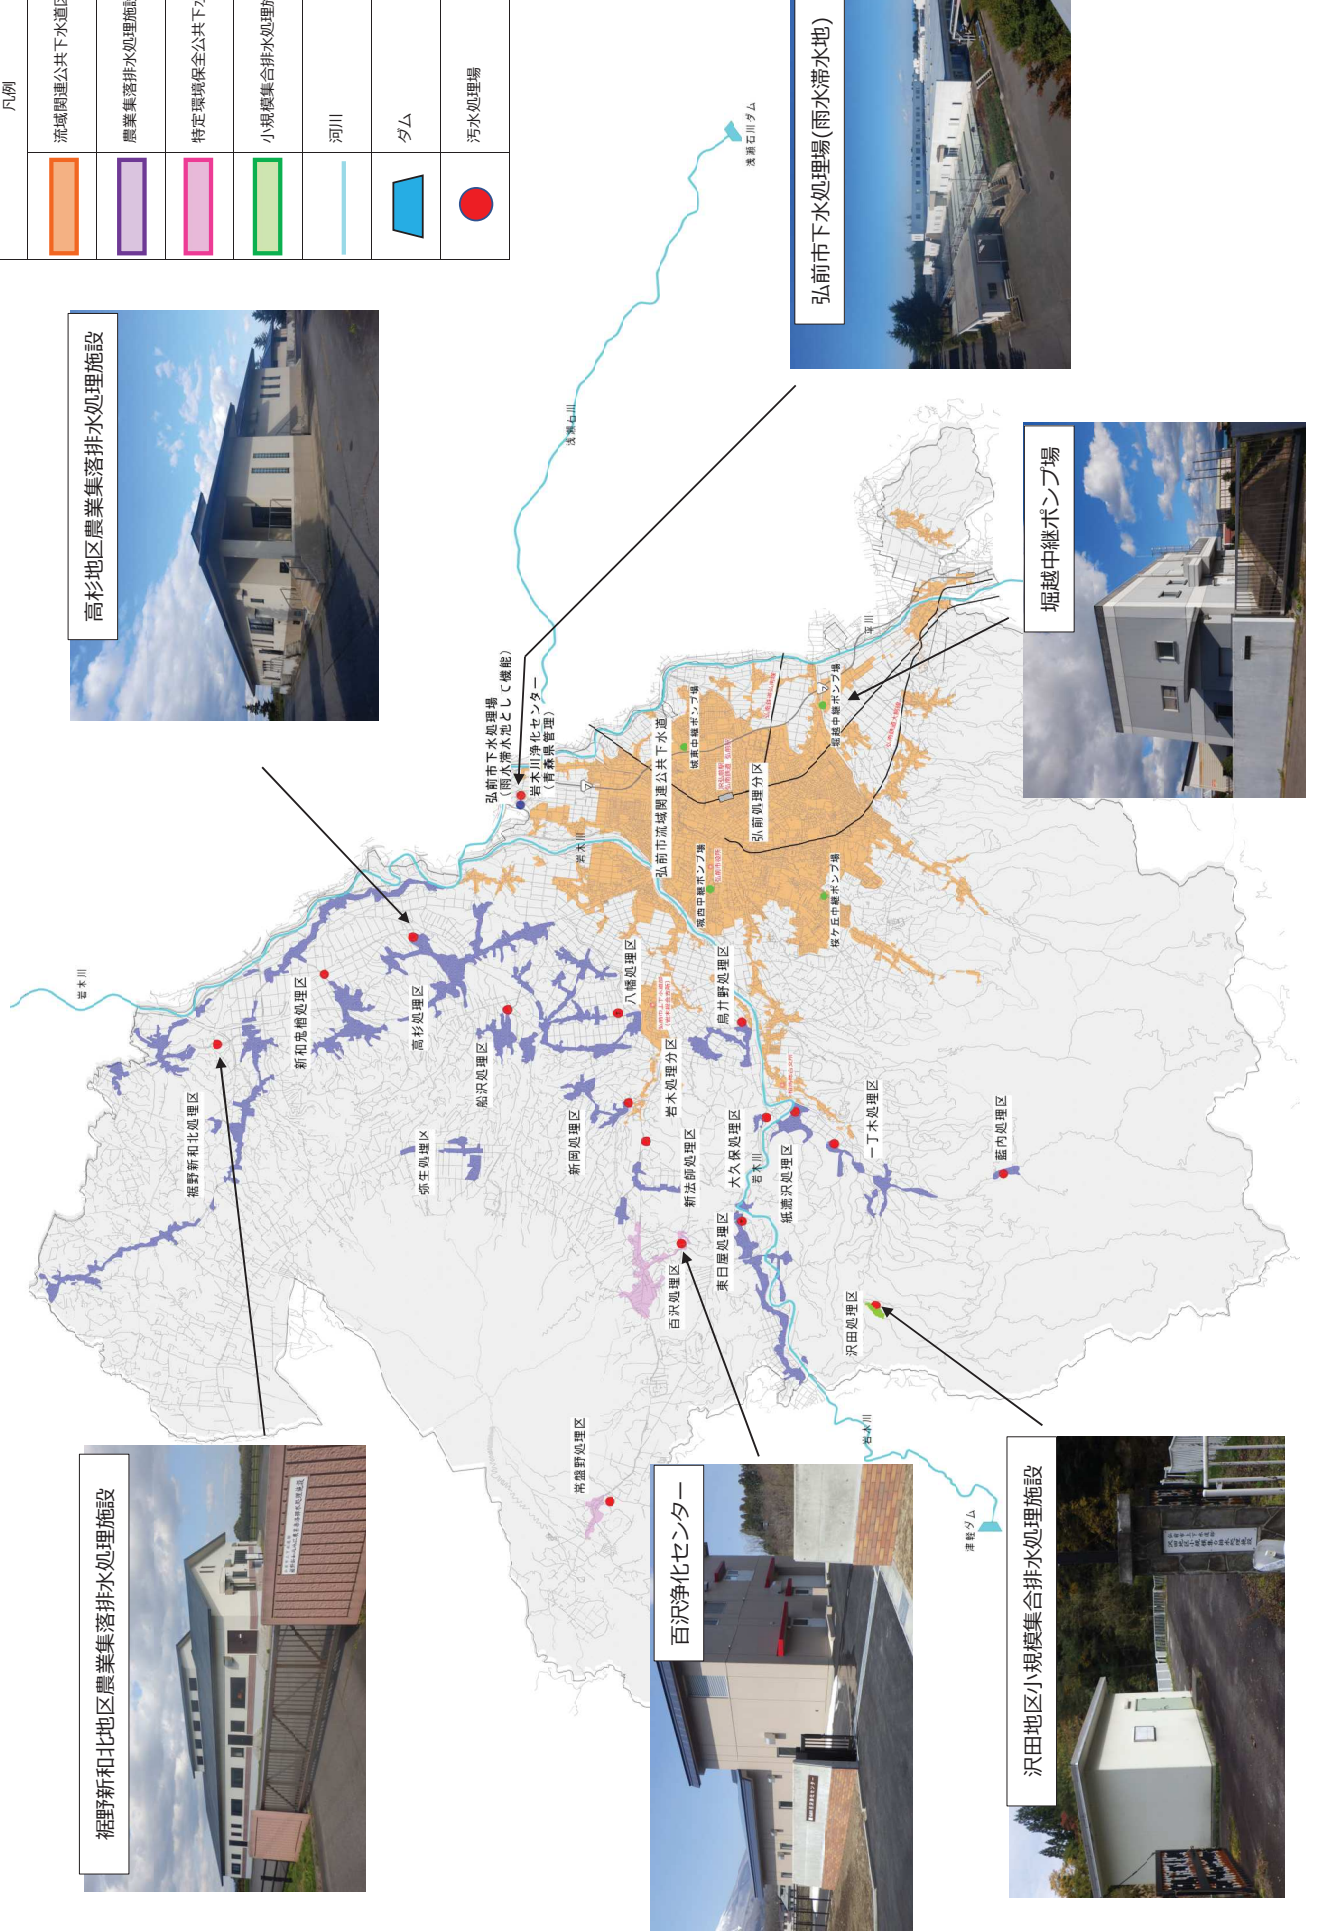 凡例
流域関連公共下水道区
農業集落排水処理施設
特定環境保全公共下水
小規模集合排水処理施
河川
ダム
汚水処理場
高杉地区農業集落排水処理施設
弘前市下水処理場(雨水滞水地)
堀越中継ポンプ場
裾野新和北地区農業集落排水処理施設
百沢浄化センター
沢田地区小規模集合排水処理施設
浅瀬石川ダム
浅瀬石川
弘前市下水処理場
(雨水滞水池として機能)
岩木川浄化センター
(青森県管理)
平川
岩木川
弘前市流域関連公共下水道
城東中継ポンプ場
堀越中継ポンプ場
弘前処理分区
城西中継ポンプ場
桜ケ丘中継ポンプ場
岩木川
新和鬼楢処理区
高杉処理区
船沢処理区
八幡処理区
鳥井野処理区
岩木処理分区
裾野新和北処理区
弥生処理区
新岡処理区
新法師処理区
大久保処理区
岩木川
紙漉沢処理区
一丁木処理区
藍内処理区
百沢処理区
東目屋処理区
沢田処理区
常盤野処理区
岩木川
津軽ダム